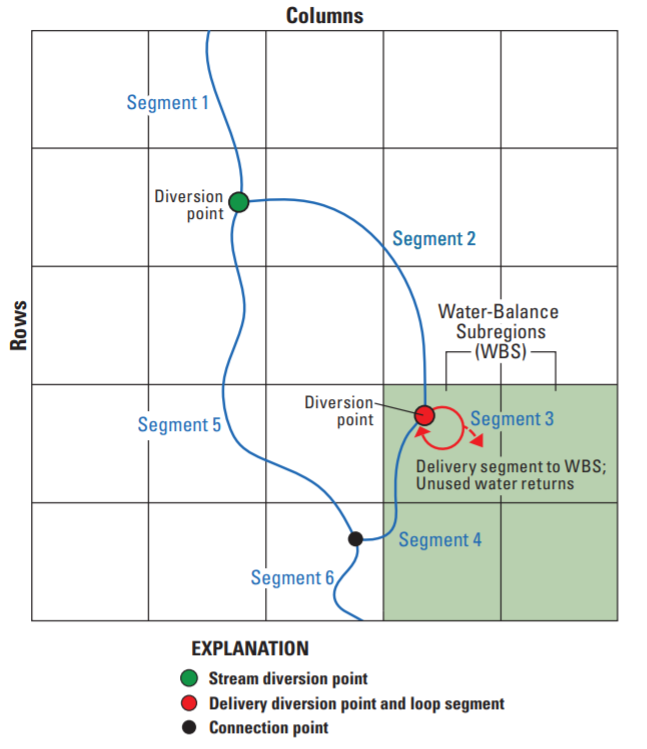 Columns
Segment 1
Diversion
point
Segment 2
Water-Balance
Subregions
(WBS)
Rows
Diversion
point
Segment 3
Segment 5
Delivery segment to WBS;
Unused water returns
Segment 4
Segment 6
EXPLANATION
Stream diversion point
Delivery diversion point and loop segment
Connection point